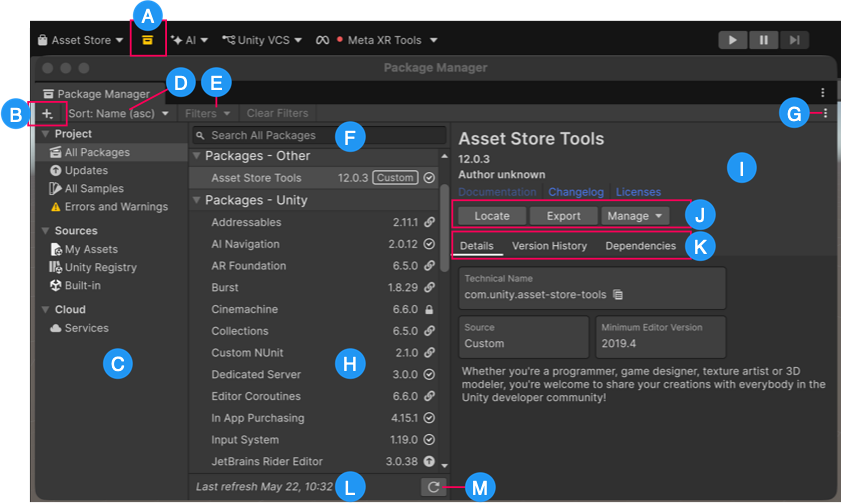 A
Asset Store
AI
Unity VCS
Meta XR Tools
Package Manager
D
E
Package Manager
B
+
Sort: Name (asc)
Filters
Clear Filters
G
Project
All Packages
Updates
All Samples
Errors and Warnings
Sources
My Assets
Unity Registry
Built-in
Cloud
Services
C
Search All Packages
F
Packages - Other
Asset Store Tools 12.0.3 Custom
Packages - Unity
Addressables 2.11.1
AI Navigation 2.0.12
AR Foundation 6.5.0
Burst 1.8.29
Cinemachine 6.6.0
Collections 6.5.0
Custom NUnit 2.1.0
H
Dedicated Server 3.0.0
Editor Coroutines 6.6.0
In App Purchasing 4.15.1
Input System 1.19.0
JetBrains Rider Editor 3.0.38
Last refresh May 22, 10:32
L
M
Asset Store Tools
12.0.3
Author unknown
I
Documentation Changelog Licenses
Locate Export Manage
J
Details Version History Dependencies
K
Technical Name
com.unity.asset-store-tools
Source
Custom
Minimum Editor Version
2019.4
Whether you're a programmer, game designer, texture artist or 3D
modeler, you're welcome to share your creations with everybody in the
Unity developer community!